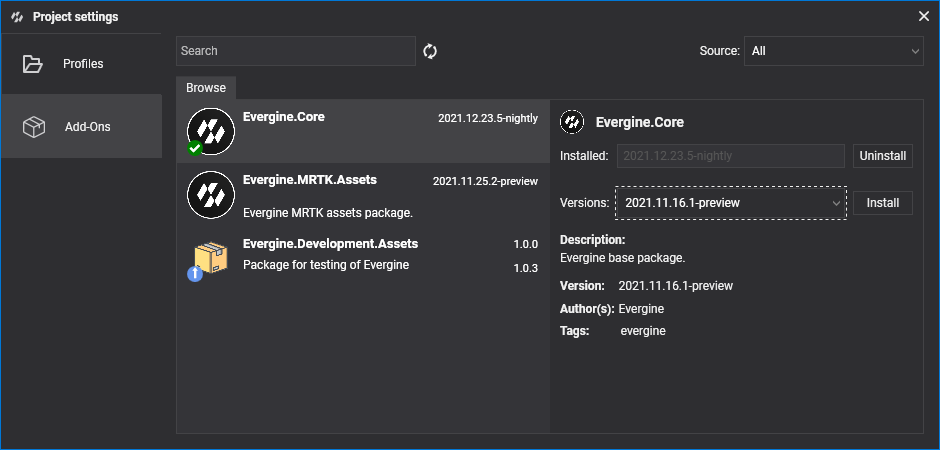 Project settings
Profiles
Add-Ons
Search
Source: All
Browse
Evergine.Core 2021.12.23.5-nightly
Evergine.MRTK.Assets 2021.11.25.2-preview
Evergine MRTK assets package.
Evergine.Development.Assets 1.0.0
Package for testing of Evergine 1.0.3
Evergine.Core
Installed: 2021.12.23.5-nightly Uninstall
Versions: 2021.11.16.1-preview Install
Description:
Evergine base package.
Version: 2021.11.16.1-preview
Author(s): Evergine
Tags: evergine